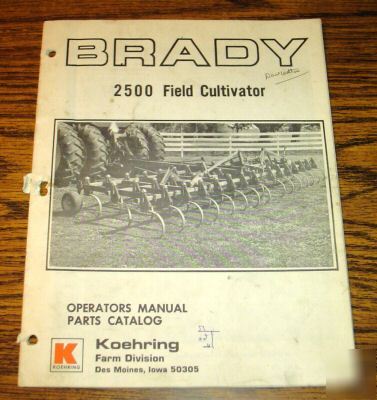 BRADY
2500 Field Cultivator
OPERATORS MANUAL
PARTS CATALOG
K
KOEHRING
Koehring
Farm Division
Des Moines, Iowa 50305